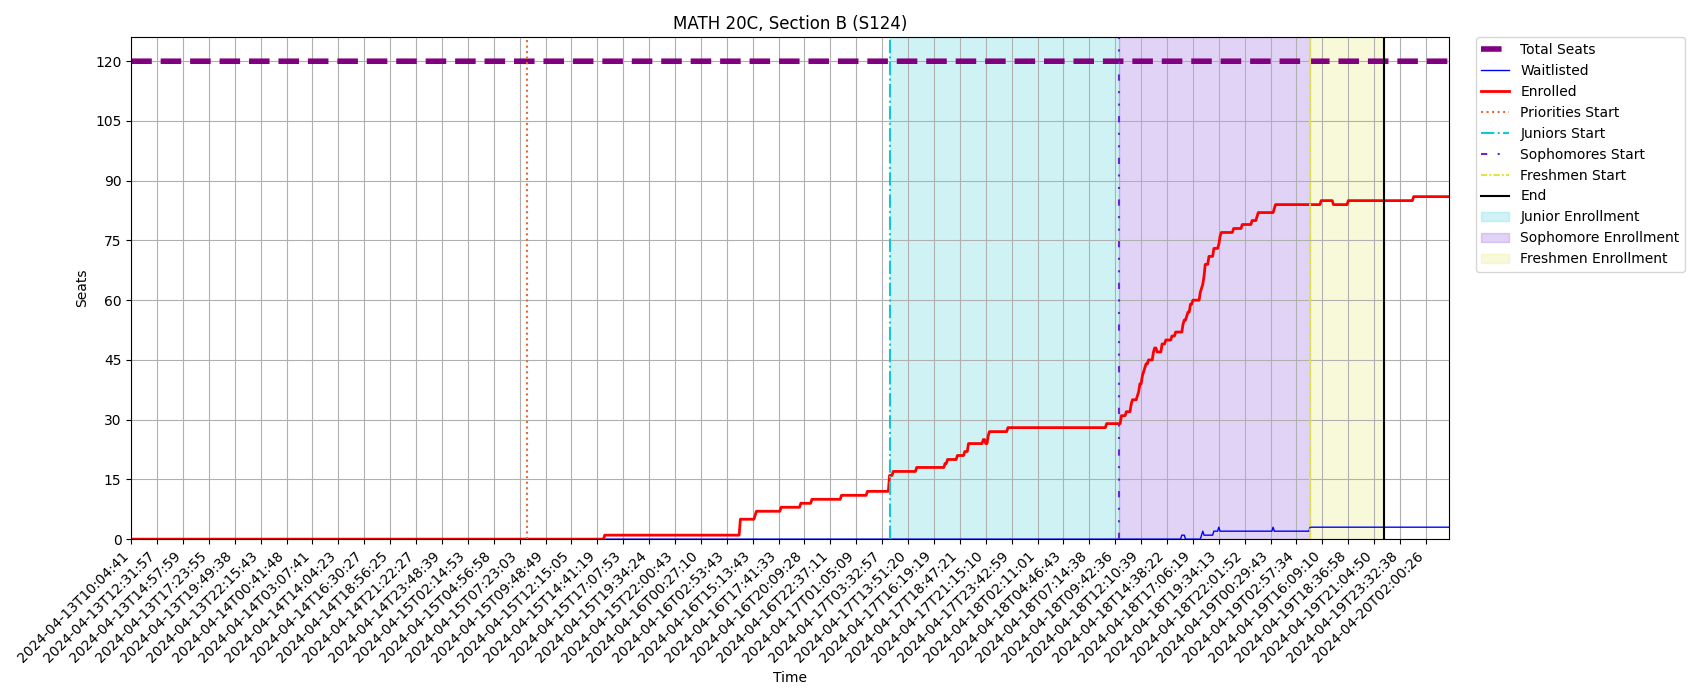 MATH 20C, Section B (S124)
Seats
120
105
90
75
60
45
30
15
0
2024-04-13T10:04:41
2024-04-13T12:31:57
2024-04-13T14:57:59
2024-04-13T17:23:55
2024-04-13T19:49:38
2024-04-13T22:15:43
2024-04-14T00:41:48
2024-04-14T03:07:41
2024-04-14T14:04:23
2024-04-14T16:30:27
2024-04-14T18:56:25
2024-04-14T21:22:27
2024-04-14T23:48:39
2024-04-15T02:14:53
2024-04-15T04:56:58
2024-04-15T07:23:03
2024-04-15T09:48:49
2024-04-15T12:15:05
2024-04-15T14:41:19
2024-04-15T17:07:53
2024-04-15T19:34:24
2024-04-15T22:00:43
2024-04-16T00:27:10
2024-04-16T02:53:43
2024-04-16T15:13:43
2024-04-16T17:41:33
2024-04-16T20:09:28
2024-04-16T22:37:11
2024-04-17T01:05:09
2024-04-17T03:32:57
2024-04-17T13:51:20
2024-04-17T16:19:19
2024-04-17T18:47:21
2024-04-17T21:15:10
2024-04-17T23:42:59
2024-04-18T02:11:01
2024-04-18T04:46:43
2024-04-18T07:14:38
2024-04-18T09:42:36
2024-04-18T12:10:39
2024-04-18T14:38:22
2024-04-18T17:06:19
2024-04-18T19:34:13
2024-04-18T22:01:52
2024-04-19T00:29:43
2024-04-19T02:57:34
2024-04-19T16:09:10
2024-04-19T18:36:58
2024-04-19T21:04:50
2024-04-19T23:32:38
2024-04-20T02:00:26
Time
Total Seats
Waitlisted
Enrolled
Priorities Start
Juniors Start
Sophomores Start
Freshmen Start
End
Junior Enrollment
Sophomore Enrollment
Freshmen Enrollment